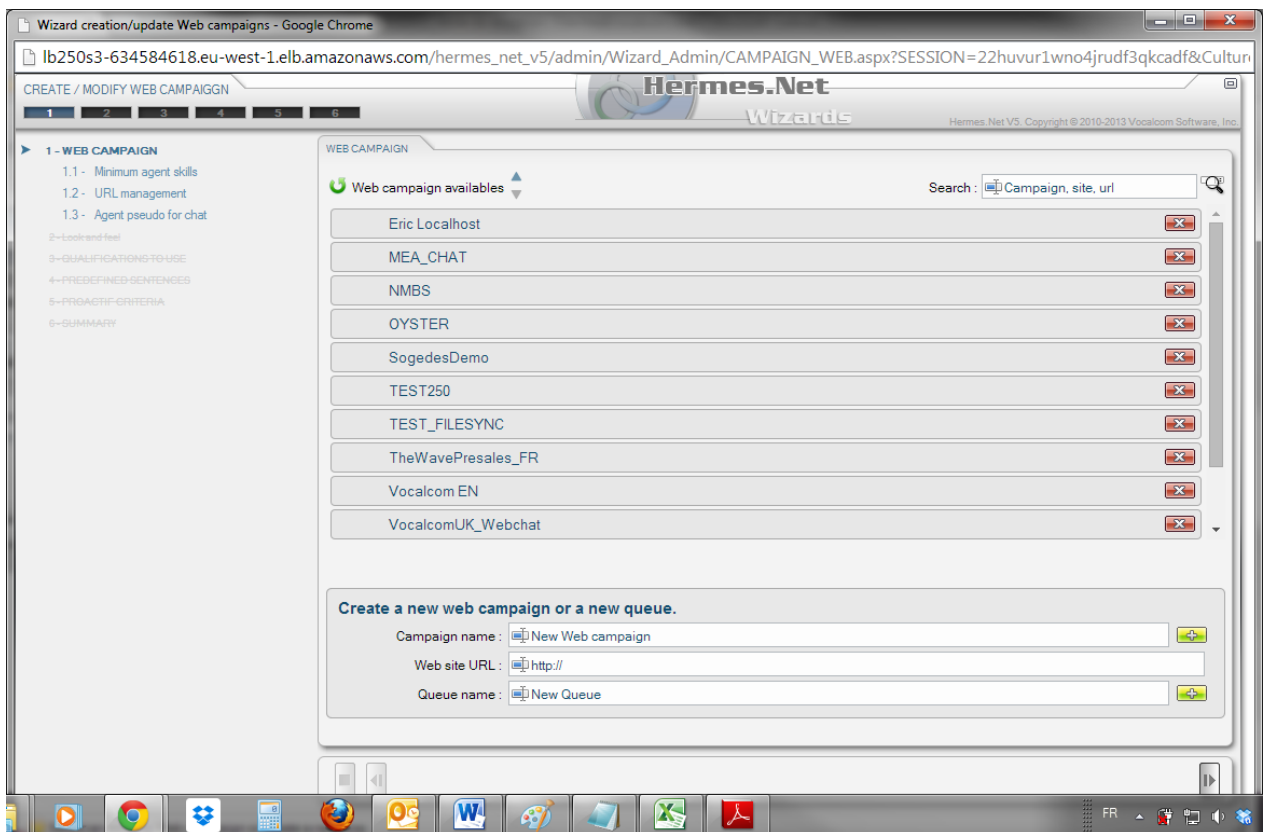 Wizard creation/update Web campaigns - Google Chrome
lb250s3-634584618.eu-west-1.elb.amazonaws.com/hermes_net_v5/admin/Wizard_Admin/CAMPAIGN_WEB.aspx?SESSION=22huvur1wno4jrudf3qkcadf&Cultur
CREATE / MODIFY WEB CAMPAIGGN
Hermes.Net
Wizards
1 2 3 4 5 6
Hermes.Net V5. Copyright © 2010-2013 Vocalcom Software, Inc.
1 - WEB CAMPAIGN
1.1 - Minimum agent skills
1.2 - URL management
1.3 - Agent pseudo for chat
2 - Look and feel
3 - QUALIFICATIONS TO USE
4 - PREDEFINED SENTENCES
5 - PROACTIF CRITERIA
6 - SUMMARY
WEB CAMPAIGN
Web campaign availables
Search : Campaign, site, url
Eric Localhost
MEA_CHAT
NMBS
OYSTER
SogedesDemo
TEST250
TEST_FILESYNC
TheWavePresales_FR
Vocalcom EN
VocalcomUK_Webchat
Create a new web campaign or a new queue.
Campaign name : New Web campaign
Web site URL : http://
Queue name : New Queue
FR